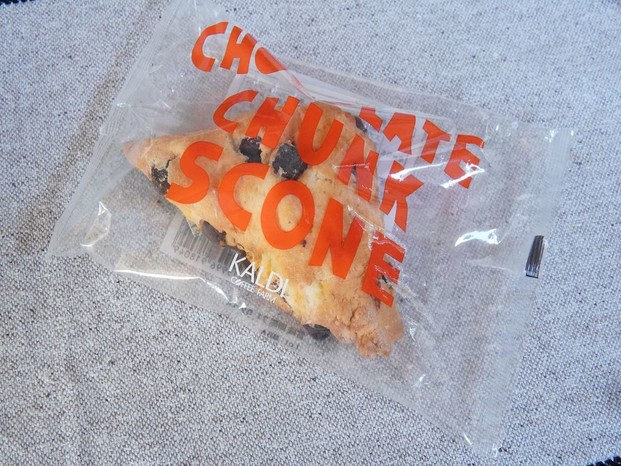 CHOCOLATE
CHUNK
SCONE
KALDI
COFFEE FARM